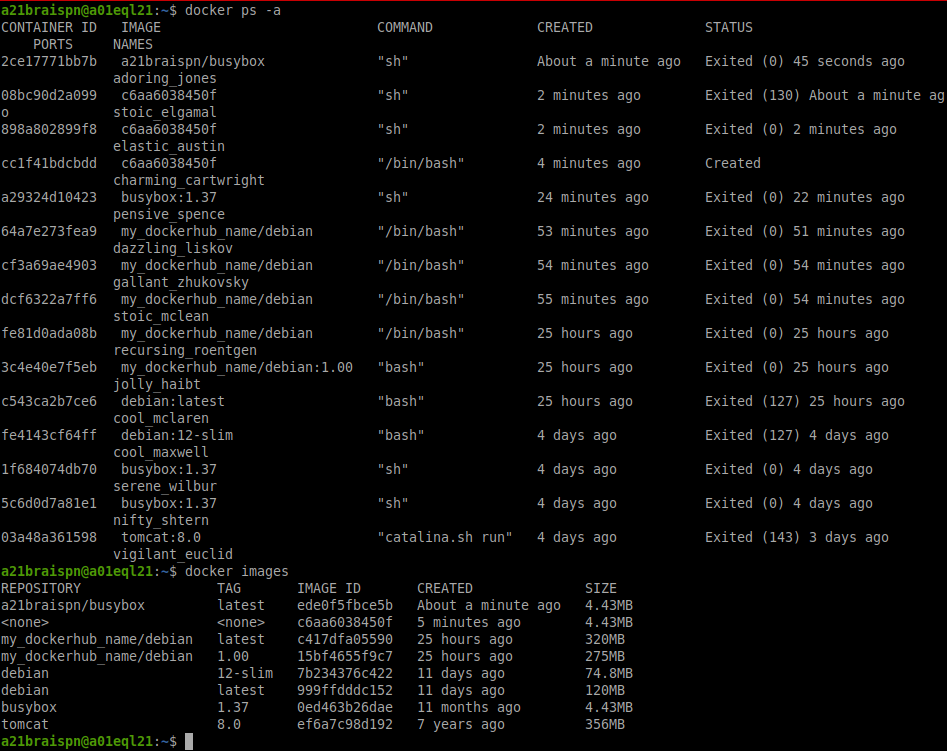 a21braispn@a01eql21:~$ docker ps -a
CONTAINER ID   IMAGE                           COMMAND             CREATED              STATUS
    PORTS     NAMES
2ce17771bb7b   a21braispn/busybox              "sh"                About a minute ago   Exited (0) 45 seconds ago
              adoring_jones
08bc90d2a099   c6aa6038450f                    "sh"                2 minutes ago        Exited (130) About a minute ag
o             stoic_elgamal
898a802899f8   c6aa6038450f                    "sh"                2 minutes ago        Exited (0) 2 minutes ago
              elastic_austin
cc1f41bdcbdd   c6aa6038450f                    "/bin/bash"         4 minutes ago        Created
              charming_cartwright
a29324d10423   busybox:1.37                    "sh"                24 minutes ago       Exited (0) 22 minutes ago
              pensive_spence
64a7e273fea9   my_dockerhub_name/debian        "/bin/bash"         53 minutes ago       Exited (0) 51 minutes ago
              dazzling_liskov
cf3a69ae4903   my_dockerhub_name/debian        "/bin/bash"         54 minutes ago       Exited (0) 54 minutes ago
              gallant_zhukovsky
dcf6322a7ff6   my_dockerhub_name/debian        "/bin/bash"         55 minutes ago       Exited (0) 54 minutes ago
              stoic_mclean
fe81d0ada08b   my_dockerhub_name/debian        "/bin/bash"         25 hours ago         Exited (0) 25 hours ago
              recursing_roentgen
3c4e40e7f5eb   my_dockerhub_name/debian:1.00   "bash"              25 hours ago         Exited (0) 25 hours ago
              jolly_haibt
c543ca2b7ce6   debian:latest                   "bash"              25 hours ago         Exited (127) 25 hours ago
              cool_mclaren
fe4143cf64ff   debian:12-slim                  "bash"              4 days ago           Exited (127) 4 days ago
              cool_maxwell
1f684074db70   busybox:1.37                    "sh"                4 days ago           Exited (0) 4 days ago
              serene_wilbur
5c6d0d7a81e1   busybox:1.37                    "sh"                4 days ago           Exited (0) 4 days ago
              nifty_shtern
03a48a361598   tomcat:8.0                      "catalina.sh run"   4 days ago           Exited (143) 3 days ago
              vigilant_euclid
a21braispn@a01eql21:~$ docker images
REPOSITORY                 TAG       IMAGE ID       CREATED              SIZE
a21braispn/busybox         latest    ede0f5fbce5b   About a minute ago   4.43MB
<none>                     <none>    c6aa6038450f   5 minutes ago        4.43MB
my_dockerhub_name/debian   latest    c417dfa05590   25 hours ago         320MB
my_dockerhub_name/debian   1.00      15bf4655f9c7   25 hours ago         275MB
debian                     12-slim   7b234376c422   11 days ago          74.8MB
debian                     latest    999ffdddc152   11 days ago          120MB
busybox                    1.37      0ed463b26dae   11 months ago        4.43MB
tomcat                     8.0       ef6a7c98d192   7 years ago          356MB
a21braispn@a01eql21:~$